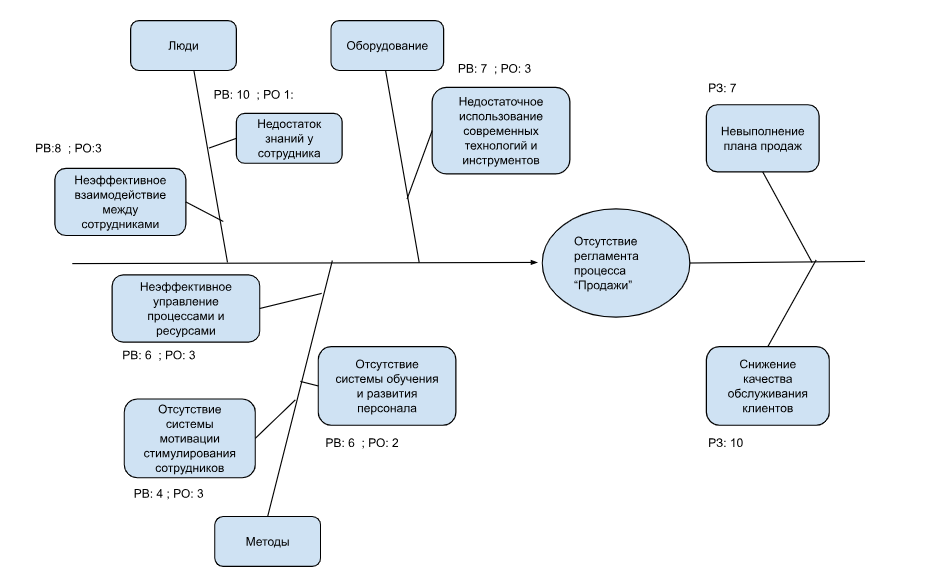 Люди
Оборудование
РВ: 10 ; РО 1:
РВ: 7 ; РО: 3
Недостаток
знаний у
сотрудника
Недостаточное
использование
современных
технологий и
инструментов
РЗ: 7
Невыполнение
плана продаж
РВ:8 ; РО:3
Неэффективное
взаимодействие
между
сотрудниками
Отсутствие
регламента
процесса
“Продажи”
Неэффективное
управление
процессами и
ресурсами
РВ: 6 ; РО: 3
Отсутствие
системы обучения
и развития
персонала
РВ: 6 ; РО: 2
Снижение
качества
обслуживания
клиентов
РЗ: 10
Отсутствие
системы
мотивации
стимулирования
сотрудников
РВ: 4 ; РО: 3
Методы